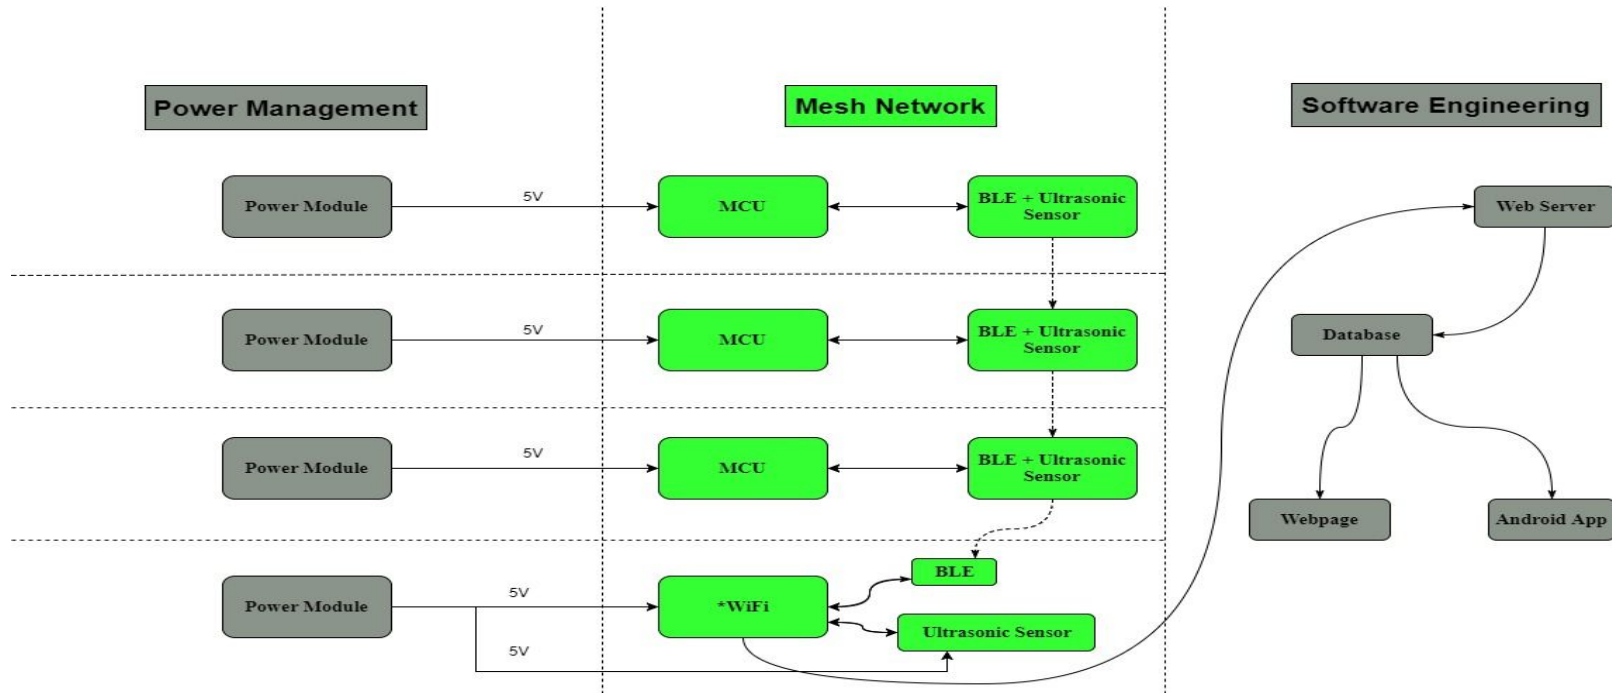 Power Management
Mesh Network
Software Engineering
Power Module
5V
MCU
BLE + Ultrasonic
Sensor
Web Server
Power Module
5V
MCU
BLE + Ultrasonic
Sensor
Database
Power Module
5V
MCU
BLE + Ultrasonic
Sensor
Webpage
Android App
BLE
Power Module
5V
*WiFi
Ultrasonic Sensor
5V